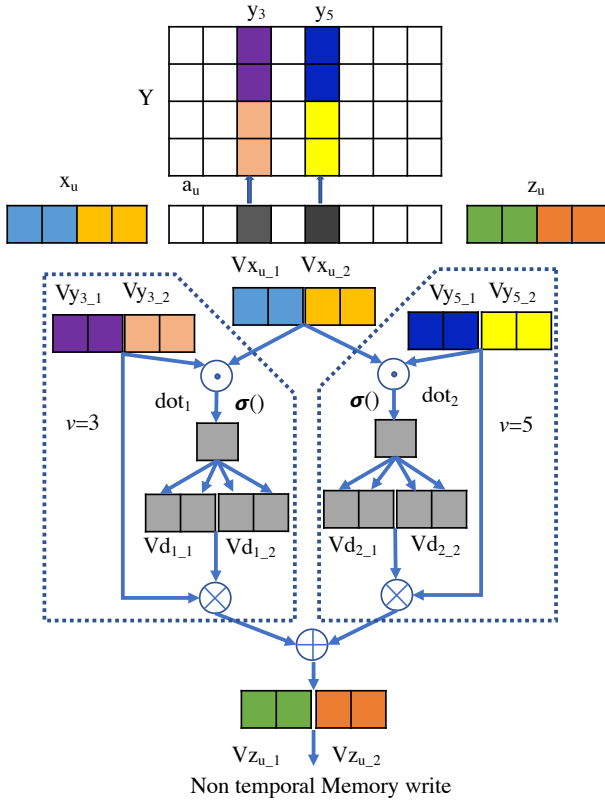 y₃ y₅
Y
xᵤ aᵤ zᵤ
Vxᵤ_₁ Vxᵤ_₂
Vy₃_₁ Vy₃_₂ Vy₅_₁ Vy₅_₂
dot₁ σ() σ() dot₂
v=3 v=5
Vd₁_₁ Vd₁_₂ Vd₂_₁ Vd₂_₂
Vzᵤ_₁ Vzᵤ_₂
Non temporal Memory write